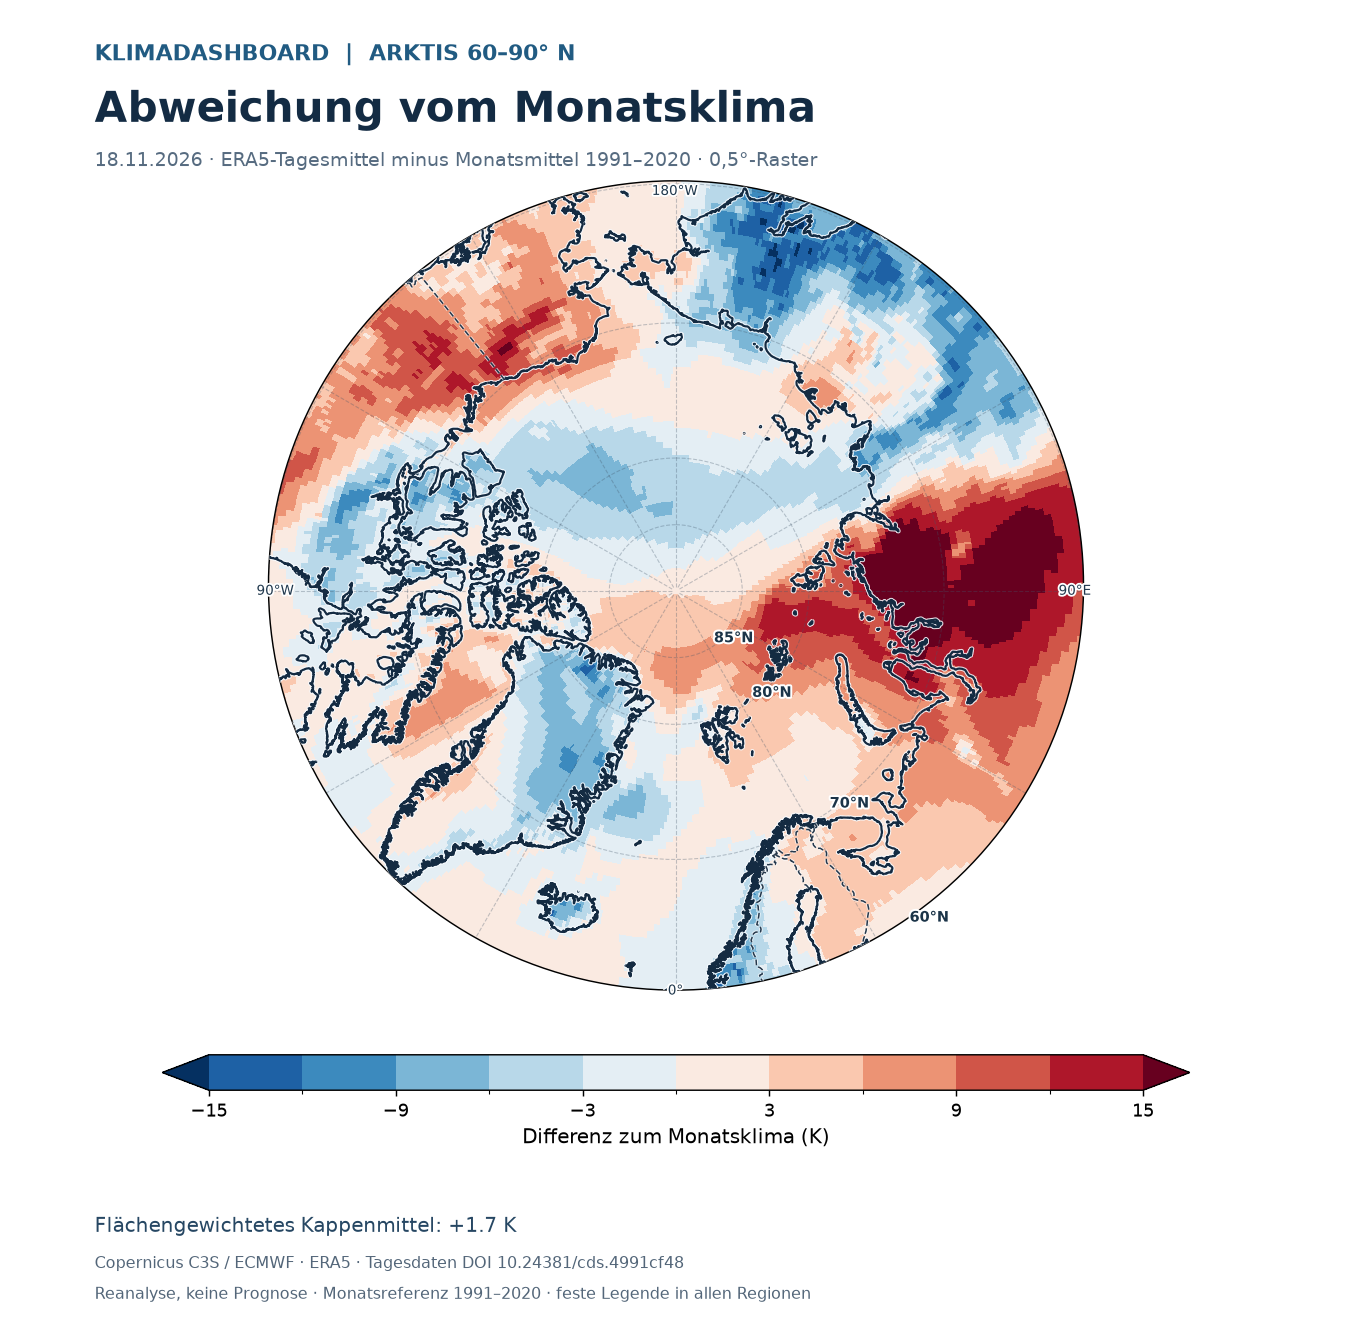 KLIMADASHBOARD | ARKTIS 60–90° N
Abweichung vom Monatsklima
18.11.2026 · ERA5-Tagesmittel minus Monatsmittel 1991–2020 · 0,5°-Raster
180°W
90°W
90°E
85°N
80°N
70°N
60°N
0°
−15
−9
−3
3
9
15
Differenz zum Monatsklima (K)
Flächengewichtetes Kappenmittel: +1.7 K
Copernicus C3S / ECMWF · ERA5 · Tagesdaten DOI 10.24381/cds.4991cf48
Reanalyse, keine Prognose · Monatsreferenz 1991–2020 · feste Legende in allen Regionen